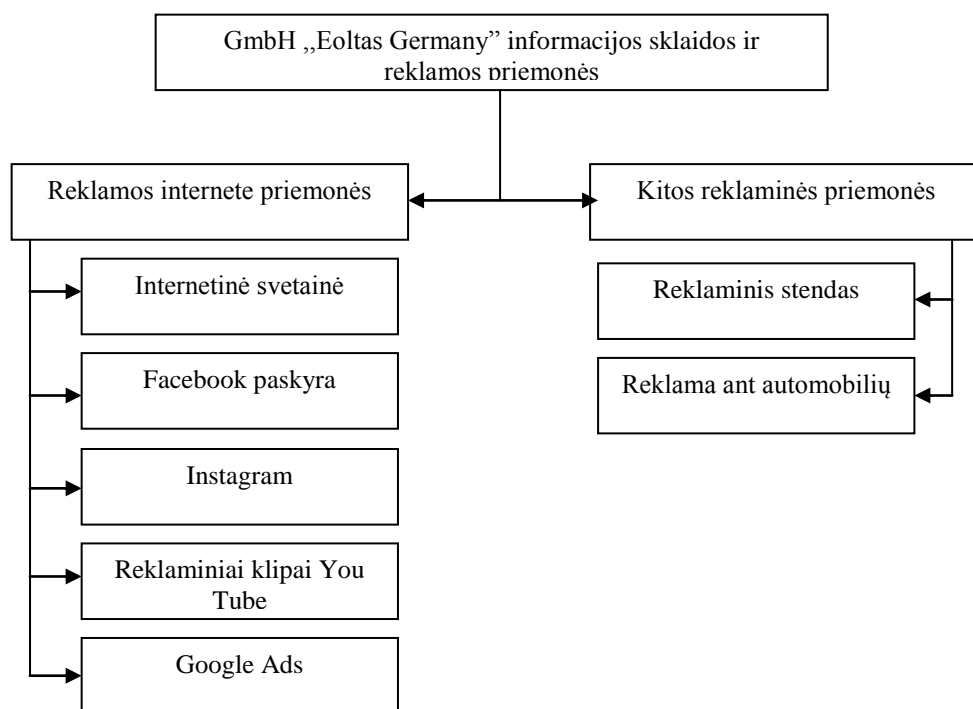 GmbH „Eoltas Germany” informacijos sklaidos ir
reklamos priemonės
Reklamos internete priemonės
Kitos reklaminės priemonės
Internetinė svetainė
Facebook paskyra
Instagram
Reklaminiai klipai You
Tube
Google Ads
Reklaminis stendas
Reklama ant automobilių